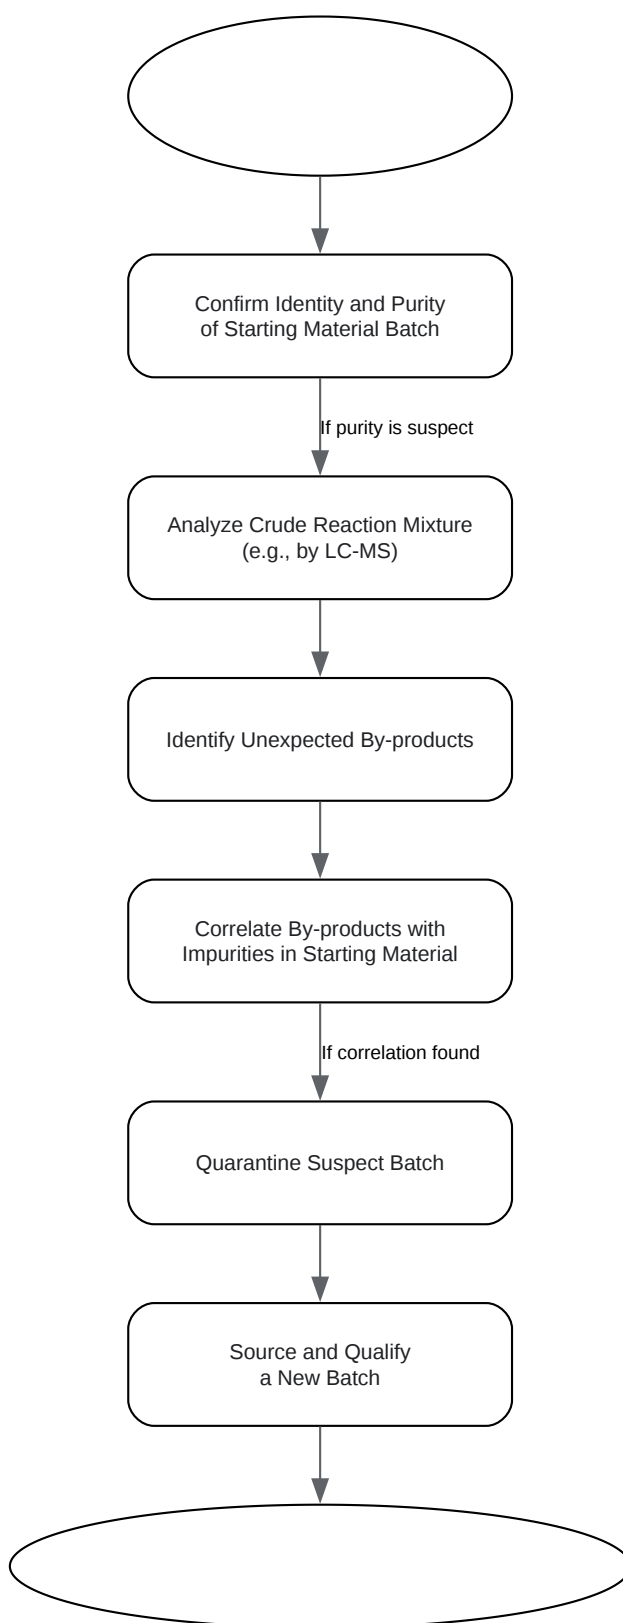 Confirm Identity and Purity
of Starting Material Batch
If purity is suspect
Analyze Crude Reaction Mixture
(e.g., by LC-MS)
Identify Unexpected By-products
Correlate By-products with
Impurities in Starting Material
If correlation found
Quarantine Suspect Batch
Source and Qualify
a New Batch